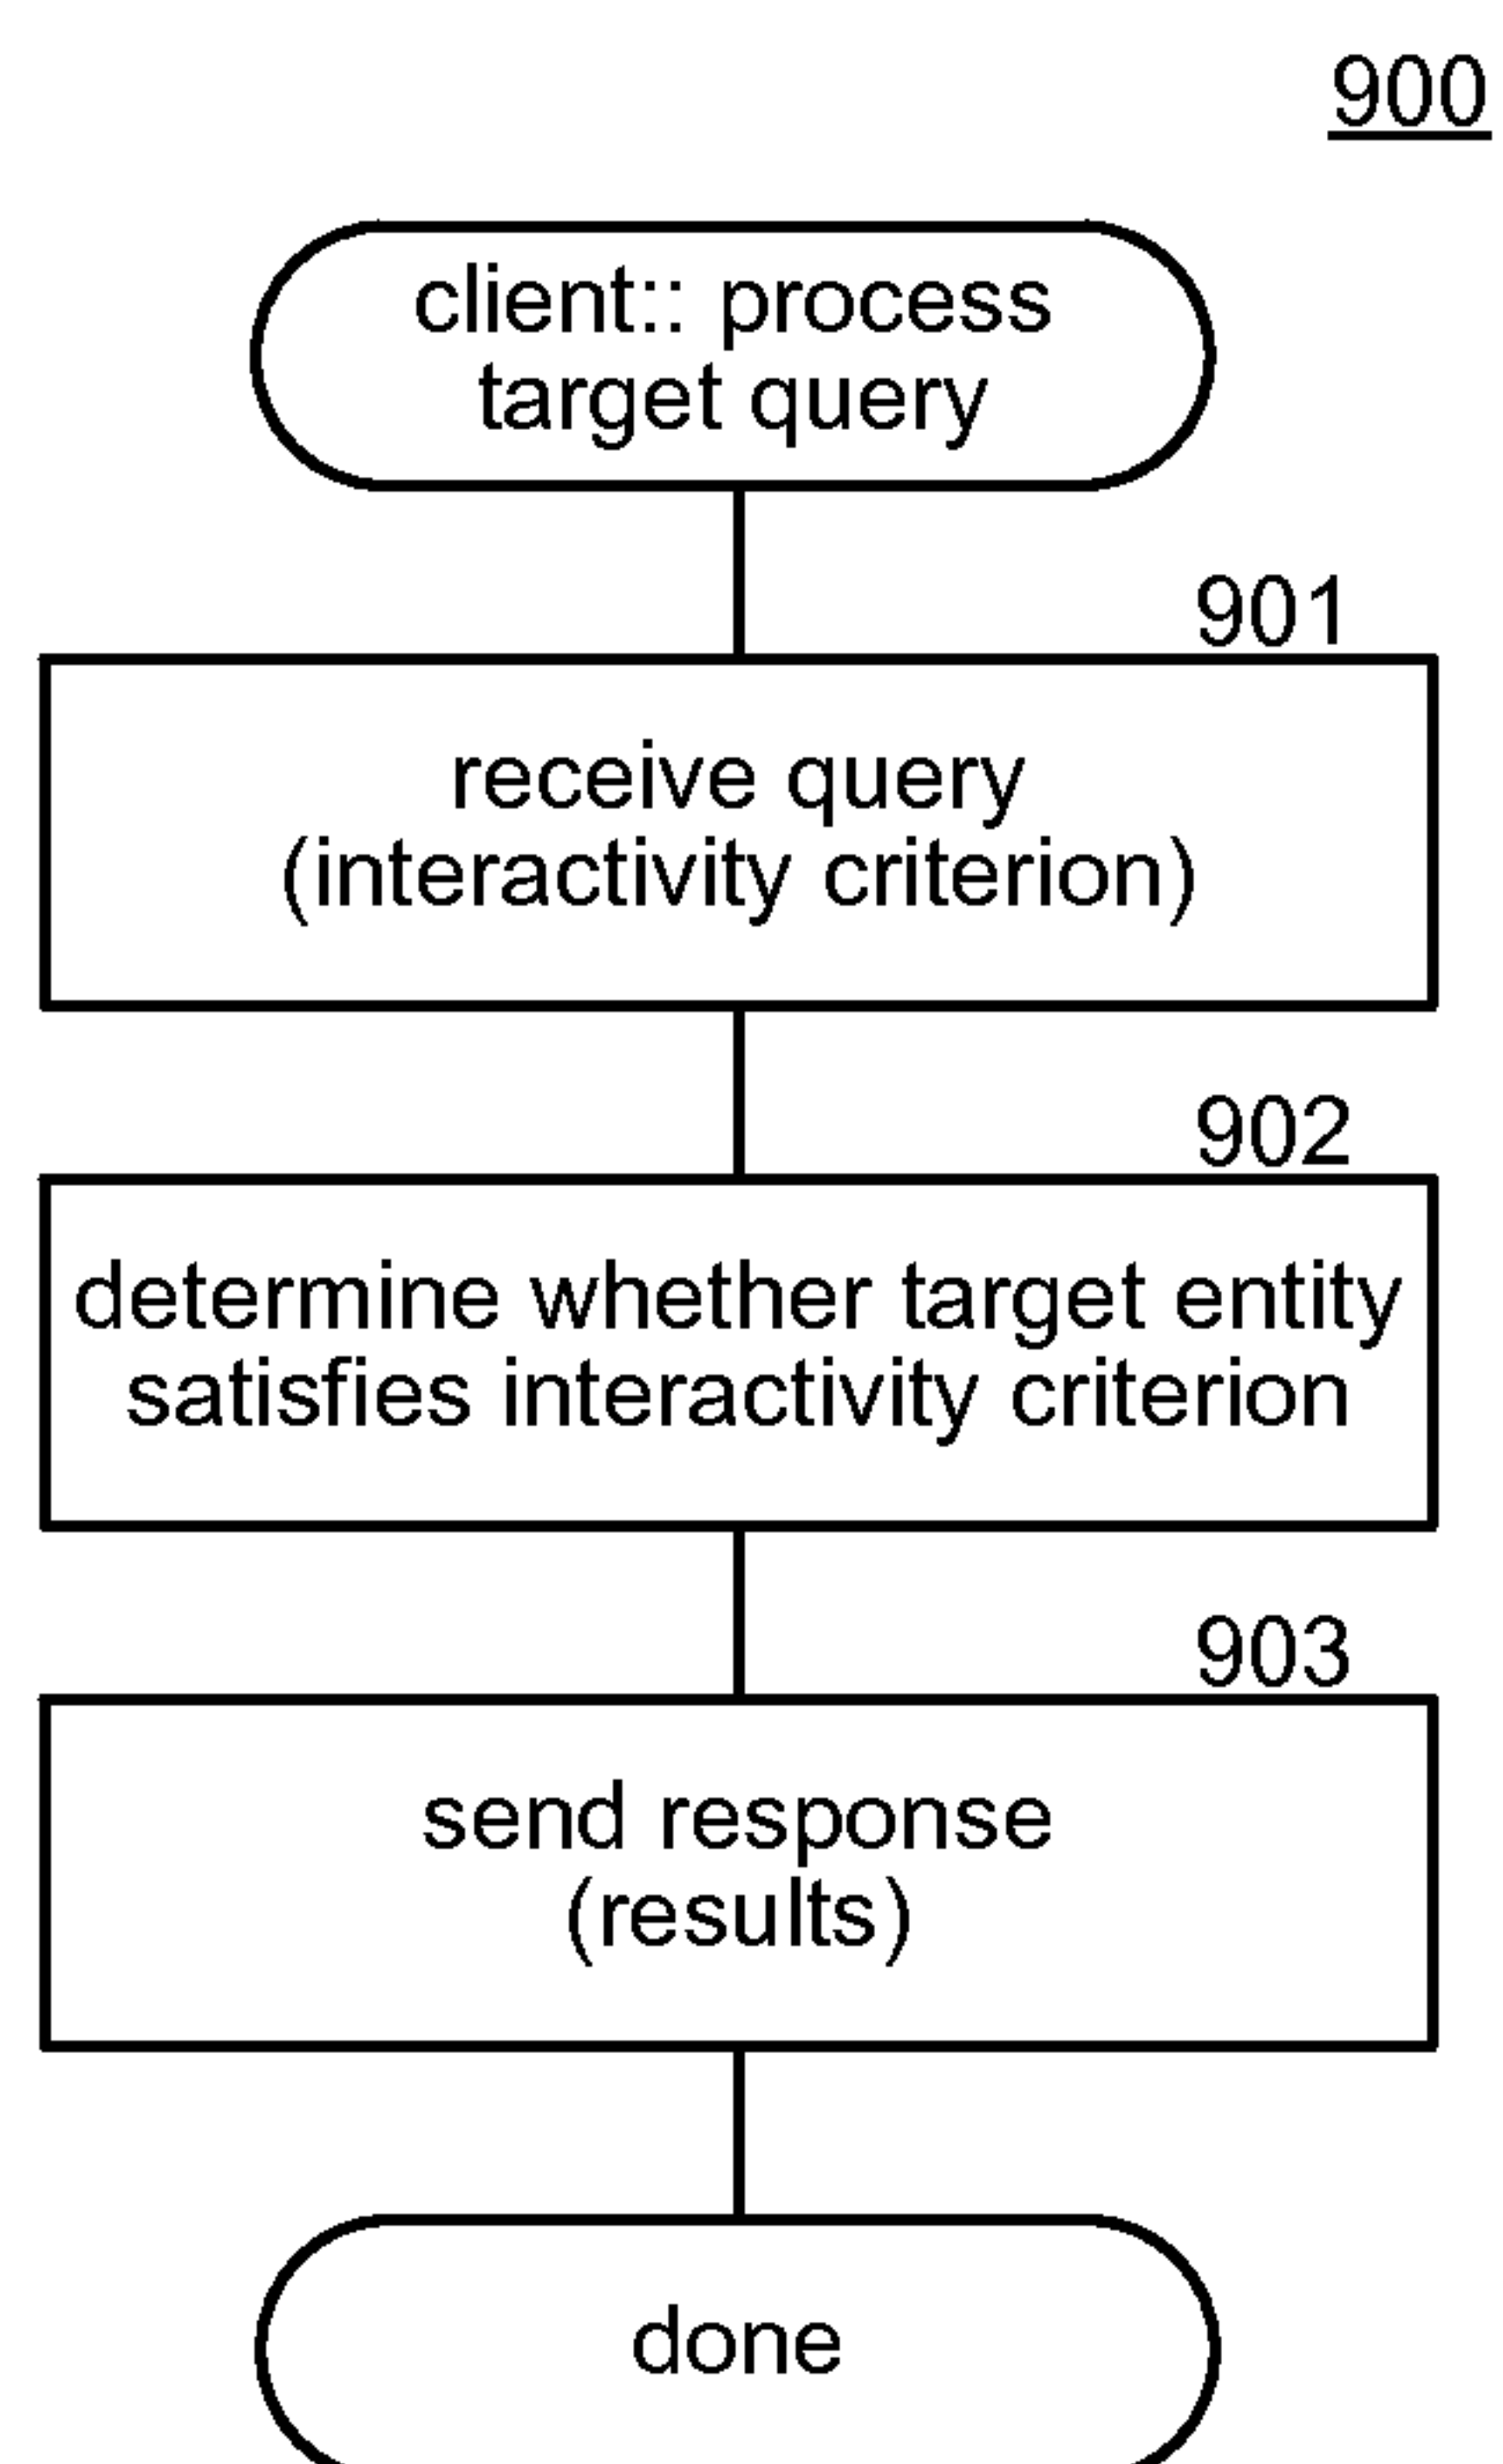 900
client:: process
target query
901
receive query
(interactivity criterion)
902
determine whether target entity
satisfies interactivity criterion
903
send response
(results)
done